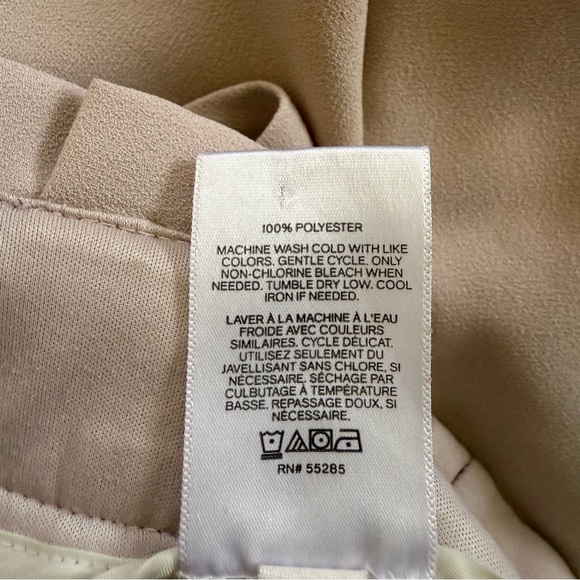 100% POLYESTER
MACHINE WASH COLD WITH LIKE
COLORS. GENTLE CYCLE. ONLY
NON-CHLORINE BLEACH WHEN
NEEDED. TUMBLE DRY LOW. COOL
IRON IF NEEDED.
LAVER À LA MACHINE À L'EAU
FROIDE AVEC COULEURS
SIMILAIRES. CYCLE DÉLICAT.
UTILISEZ SEULEMENT DU
JAVELLISANT SANS CHLORE, SI
NÉCESSAIRE. SÉCHAGE PAR
CULBUTAGE À TEMPÉRATURE
BASSE. REPASSAGE DOUX, SI
NÉCESSAIRE.
RN# 55285